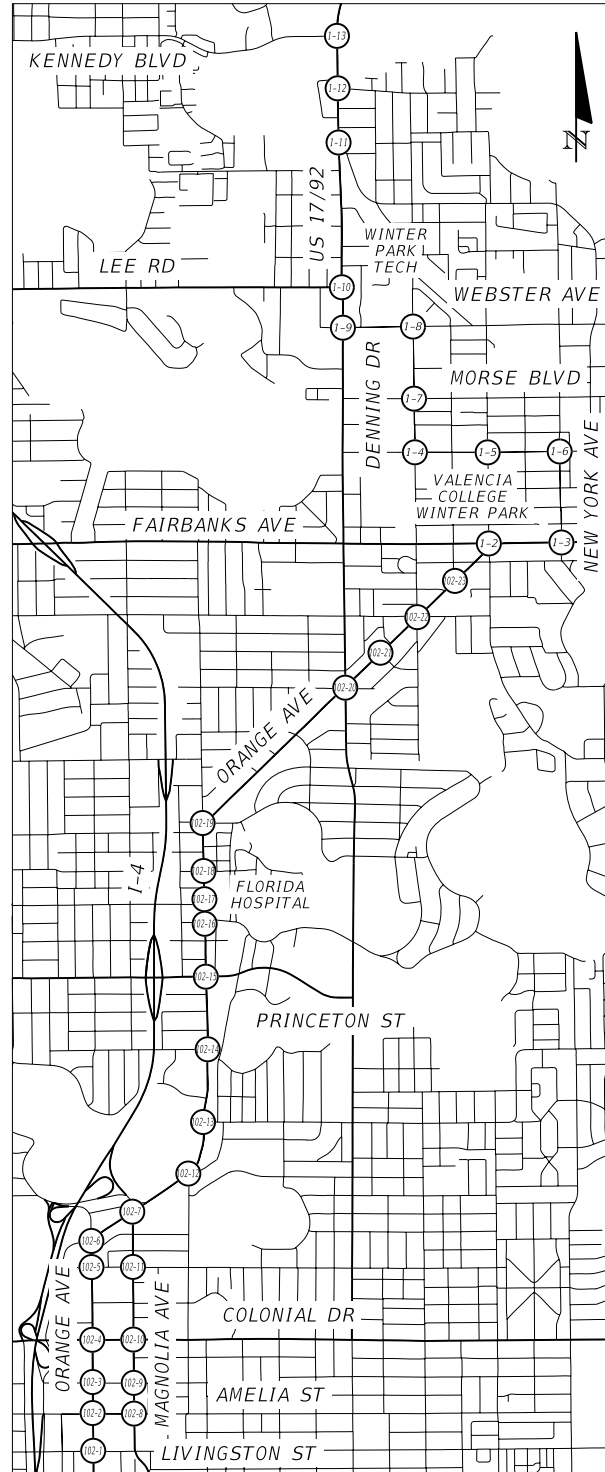 1-13
KENNEDY BLVD
1-12
N
1-11
US 17/92
WINTER
PARK
TECH
LEE RD
1-10
WEBSTER AVE
1-9
1-8
DENNING DR
MORSE BLVD
1-7
1-4
1-5
1-6
NEW YORK AVE
VALENCIA
COLLEGE
WINTER PARK
FAIRBANKS AVE
1-2
1-3
102-23
102-22
102-21
102-20
ORANGE AVE
102-19
I-4
102-18
FLORIDA
HOSPITAL
102-17
102-16
102-15
PRINCETON ST
102-14
102-13
102-12
102-7
102-6
102-5
102-11
ORANGE AVE
MAGNOLIA AVE
COLONIAL DR
102-4
102-10
102-3
102-9
AMELIA ST
102-2
102-8
102-1
LIVINGSTON ST